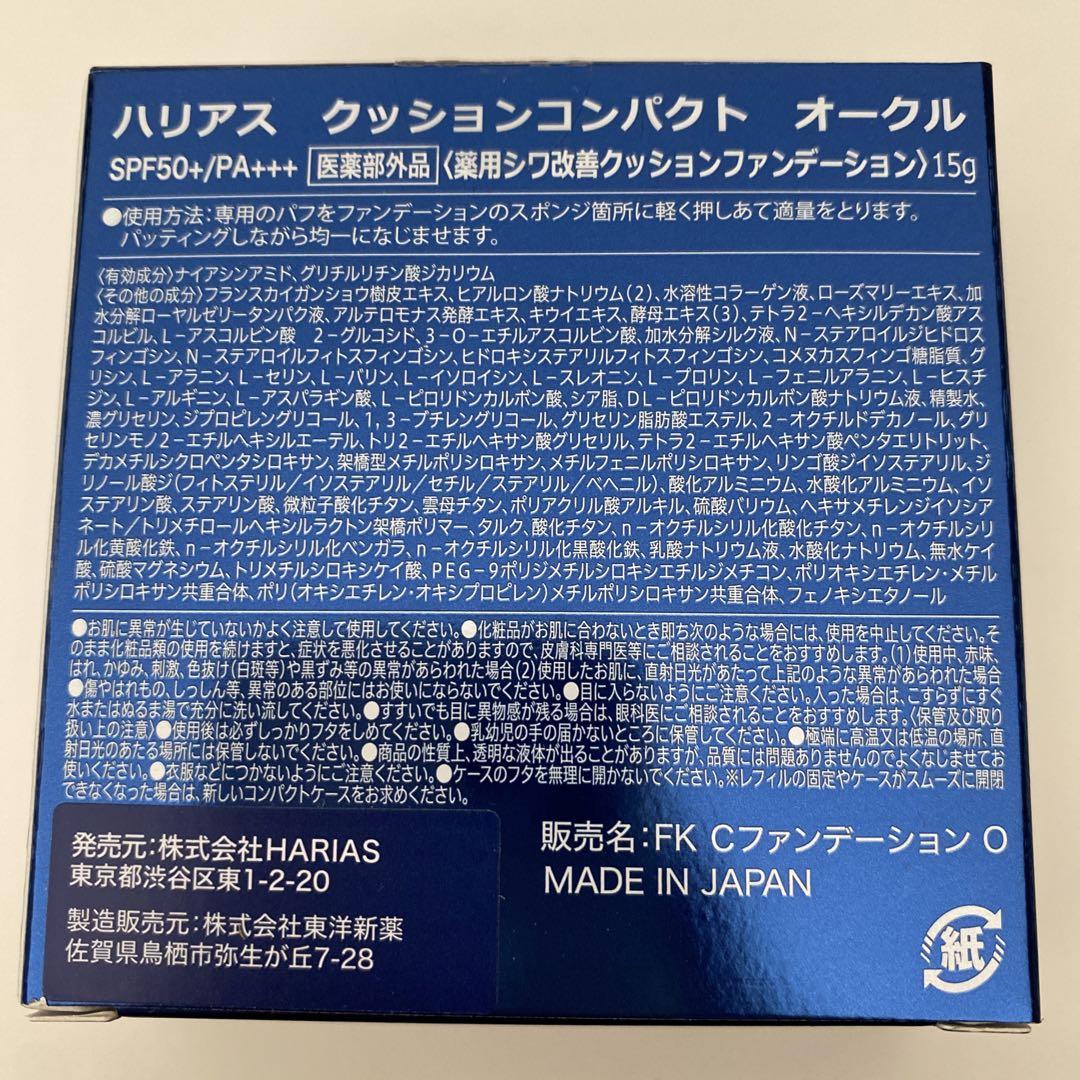 ハリアス クッションコンパクト オークル
SPF50+/PA+++ 医薬部外品 〈薬用シワ改善クッションファンデーション〉15g
●使用方法:専用のパフをファンデーションのスポンジ箇所に軽く押しあて適量をとります。
パッティングしながら均一になじませます。
〈有効成分〉ナイアシンアミド、グリチルリチン酸ジカリウム
〈その他の成分〉フランスカイガンショウ樹皮エキス、ヒアルロン酸ナトリウム(2)、水溶性コラーゲン液、ローズマリーエキス、加
水分解ローヤルゼリータンパク液、アルテロモナス発酵エキス、キウイエキス、酵母エキス(3)、テトラ2-ヘキシルデカン酸アス
コルビル、L-アスコルビン酸 2-グルコシド、3-O-エチルアスコルビン酸、加水分解シルク液、N-ステアロイルジヒドロス
フィンゴシン、N-ステアロイルフィトスフィンゴシン、ヒドロキシステアリルフィトスフィンゴシン、コメヌカスフィンゴ糖脂質、グ
リシン、L-アラニン、L-セリン、L-バリン、L-イソロイシン、L-スレオニン、L-プロリン、L-フェニルアラニン、L-ヒスチ
ジン、L-アルギニン、L-アスパラギン酸、L-ピロリドンカルボン酸、シア脂、DL-ピロリドンカルボン酸ナトリウム液、精製水、
濃グリセリン、ジプロピレングリコール、1,3-ブチレングリコール、グリセリン脂肪酸エステル、2-オクチルドデカノール、グリ
セリンモノ2-エチルヘキシルエーテル、トリ2-エチルヘキサン酸グリセリル、テトラ2-エチルヘキサン酸ペンタエリトリット、
デカメチルシクロペンタシロキサン、架橋型メチルポリシロキサン、メチルフェニルポリシロキサン、リンゴ酸ジイソステアリル、ジ
リノール酸ジ(フィトステリル/イソステアリル/セチル/ステアリル/ベヘニル)、酸化アルミニウム、水酸化アルミニウム、イソ
ステアリン酸、ステアリン酸、微粒子酸化チタン、雲母チタン、ポリアクリル酸アルキル、硫酸バリウム、ヘキサメチレンジイソシア
ネート/トリメチロールヘキシルラクトン架橋ポリマー、タルク、酸化チタン、n-オクチルシリル化酸化チタン、n-オクチルシリ
ル化黄酸化鉄、n-オクチルシリル化ベンガラ、n-オクチルシリル化黒酸化鉄、乳酸ナトリウム液、水酸化ナトリウム、無水ケイ
酸、硫酸マグネシウム、トリメチルシロキシケイ酸、PEG-9ポリジメチルシロキシエチルジメチコン、ポリオキシエチレン・メチル
ポリシロキサン共重合体、ポリ(オキシエチレン・オキシプロピレン)メチルポリシロキサン共重合体、フェノキシエタノール
●お肌に異常が生じていないかよく注意して使用してください。●化粧品がお肌に合わないとき即ち次のような場合には、使用を中止してください。そ
のまま化粧品類の使用を続けますと、症状を悪化させることがありますので、皮膚科専門医等にご相談されることをおすすめします。(1)使用中、赤味、
はれ、かゆみ、刺激、色抜け(白斑等)や黒ずみ等の異常があらわれた場合(2)使用したお肌に、直射日光があたって上記のような異常があらわれた場合
●傷やはれもの、しっしん等、異常のある部位にはお使いにならないでください。●目に入らないようにご注意ください。入った場合は、こすらずにすぐ
水またはぬるま湯で充分に洗い流してください。●すすいでも目に異物感が残る場合は、眼科医にご相談されることをおすすめします。〈保管及び取り
扱い上の注意〉●使用後は必ずしっかりフタをしめてください。●乳幼児の手の届かないところに保管してください。●極端に高温又は低温の場所、直
射日光のあたる場所には保管しないでください。●商品の性質上、透明な液体が出ることがありますが、品質には問題ありませんのでよくなじませてお
使いください。●衣服などにつかないようにご注意ください。●ケースのフタを無理に開かないでください。※レフィルの固定やケースがスムーズに開閉
できなくなった場合は、新しいコンパクトケースをお求めください。
発売元:株式会社HARIAS
東京都渋谷区東1-2-20
製造販売元:株式会社東洋新薬
佐賀県鳥栖市弥生が丘7-28
販売名:FK Cファンデーション O
MADE IN JAPAN
紙